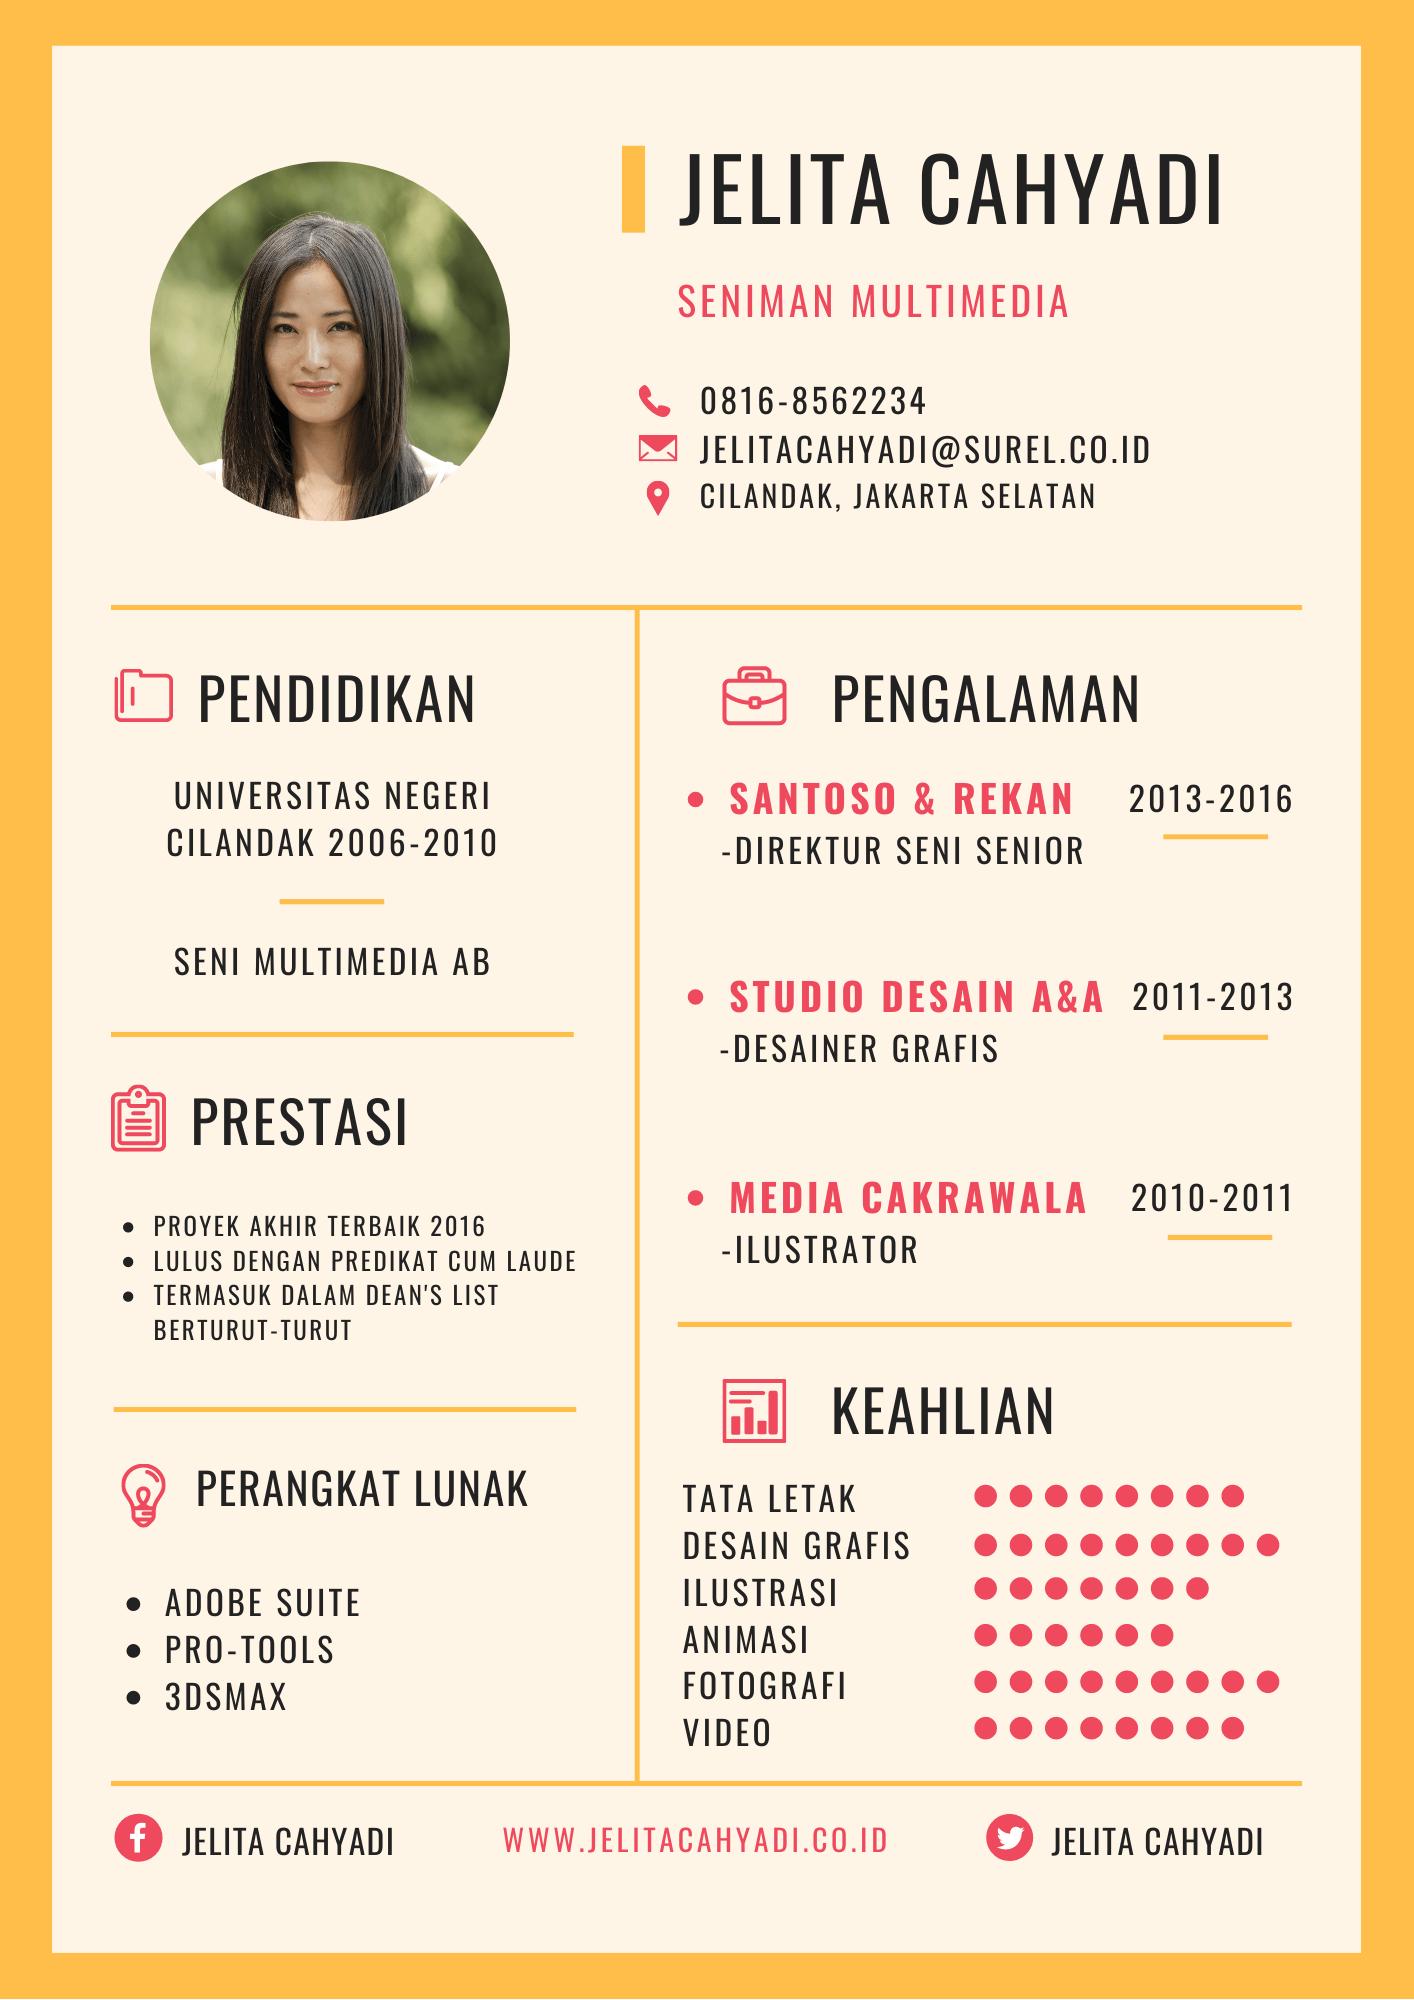 JELITA CAHYADI
SENIMAN MULTIMEDIA
0816-8562234
JELITACAHYADI@SUREL.CO.ID
CILANDAK, JAKARTA SELATAN
PENDIDIKAN
UNIVERSITAS NEGERI
CILANDAK 2006-2010
SENI MULTIMEDIA AB
PRESTASI
• PROYEK AKHIR TERBAIK 2016
• LULUS DENGAN PREDIKAT CUM LAUDE
• TERMASUK DALAM DEAN'S LIST
BERTURUT-TURUT
PERANGKAT LUNAK
• ADOBE SUITE
• PRO-TOOLS
• 3DSMAX
PENGALAMAN
• SANTOSO & REKAN 2013-2016
-DIREKTUR SENI SENIOR
• STUDIO DESAIN A&A 2011-2013
-DESAINER GRAFIS
• MEDIA CAKRAWALA 2010-2011
-ILUSTRATOR
KEAHLIAN
TATA LETAK
DESAIN GRAFIS
ILUSTRASI
ANIMASI
FOTOGRAFI
VIDEO
JELITA CAHYADI
WWW.JELITACAHYADI.CO.ID
JELITA CAHYADI